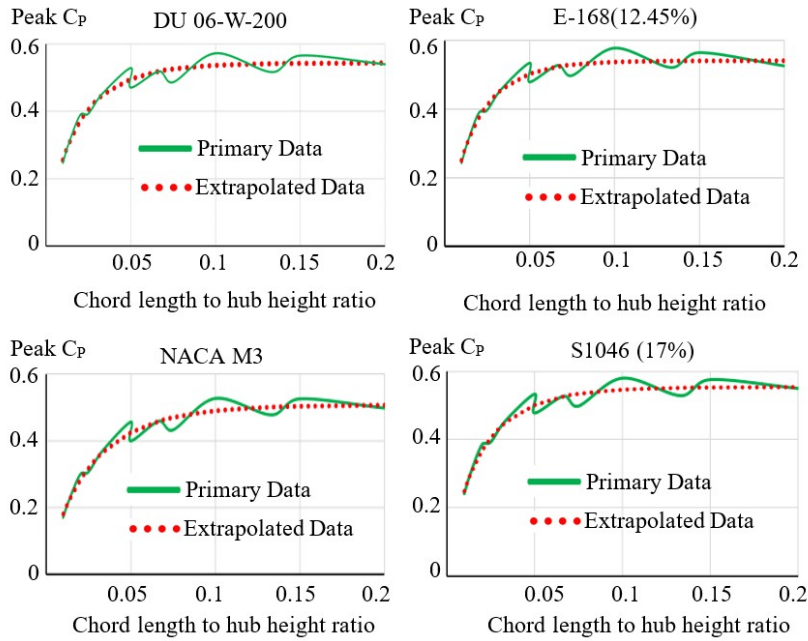 Peak CP
DU 06-W-200
0.6
0.4
0.2
0
Primary Data
Extrapolated Data
0.05
0.1
0.15
0.2
Chord length to hub height ratio
Peak CP
E-168(12.45%)
0.6
0.4
0.2
0
Primary Data
Extrapolated Data
0.05
0.1
0.15
0.2
Chord length to hub height ratio
Peak CP
NACA M3
0.6
0.4
0.2
0
Primary Data
Extrapolated Data
0.05
0.1
0.15
0.2
Chord length to hub height ratio
Peak CP
S1046 (17%)
0.6
0.4
0.2
0
Primary Data
Extrapolated Data
0.05
0.1
0.15
0.2
Chord length to hub height ratio